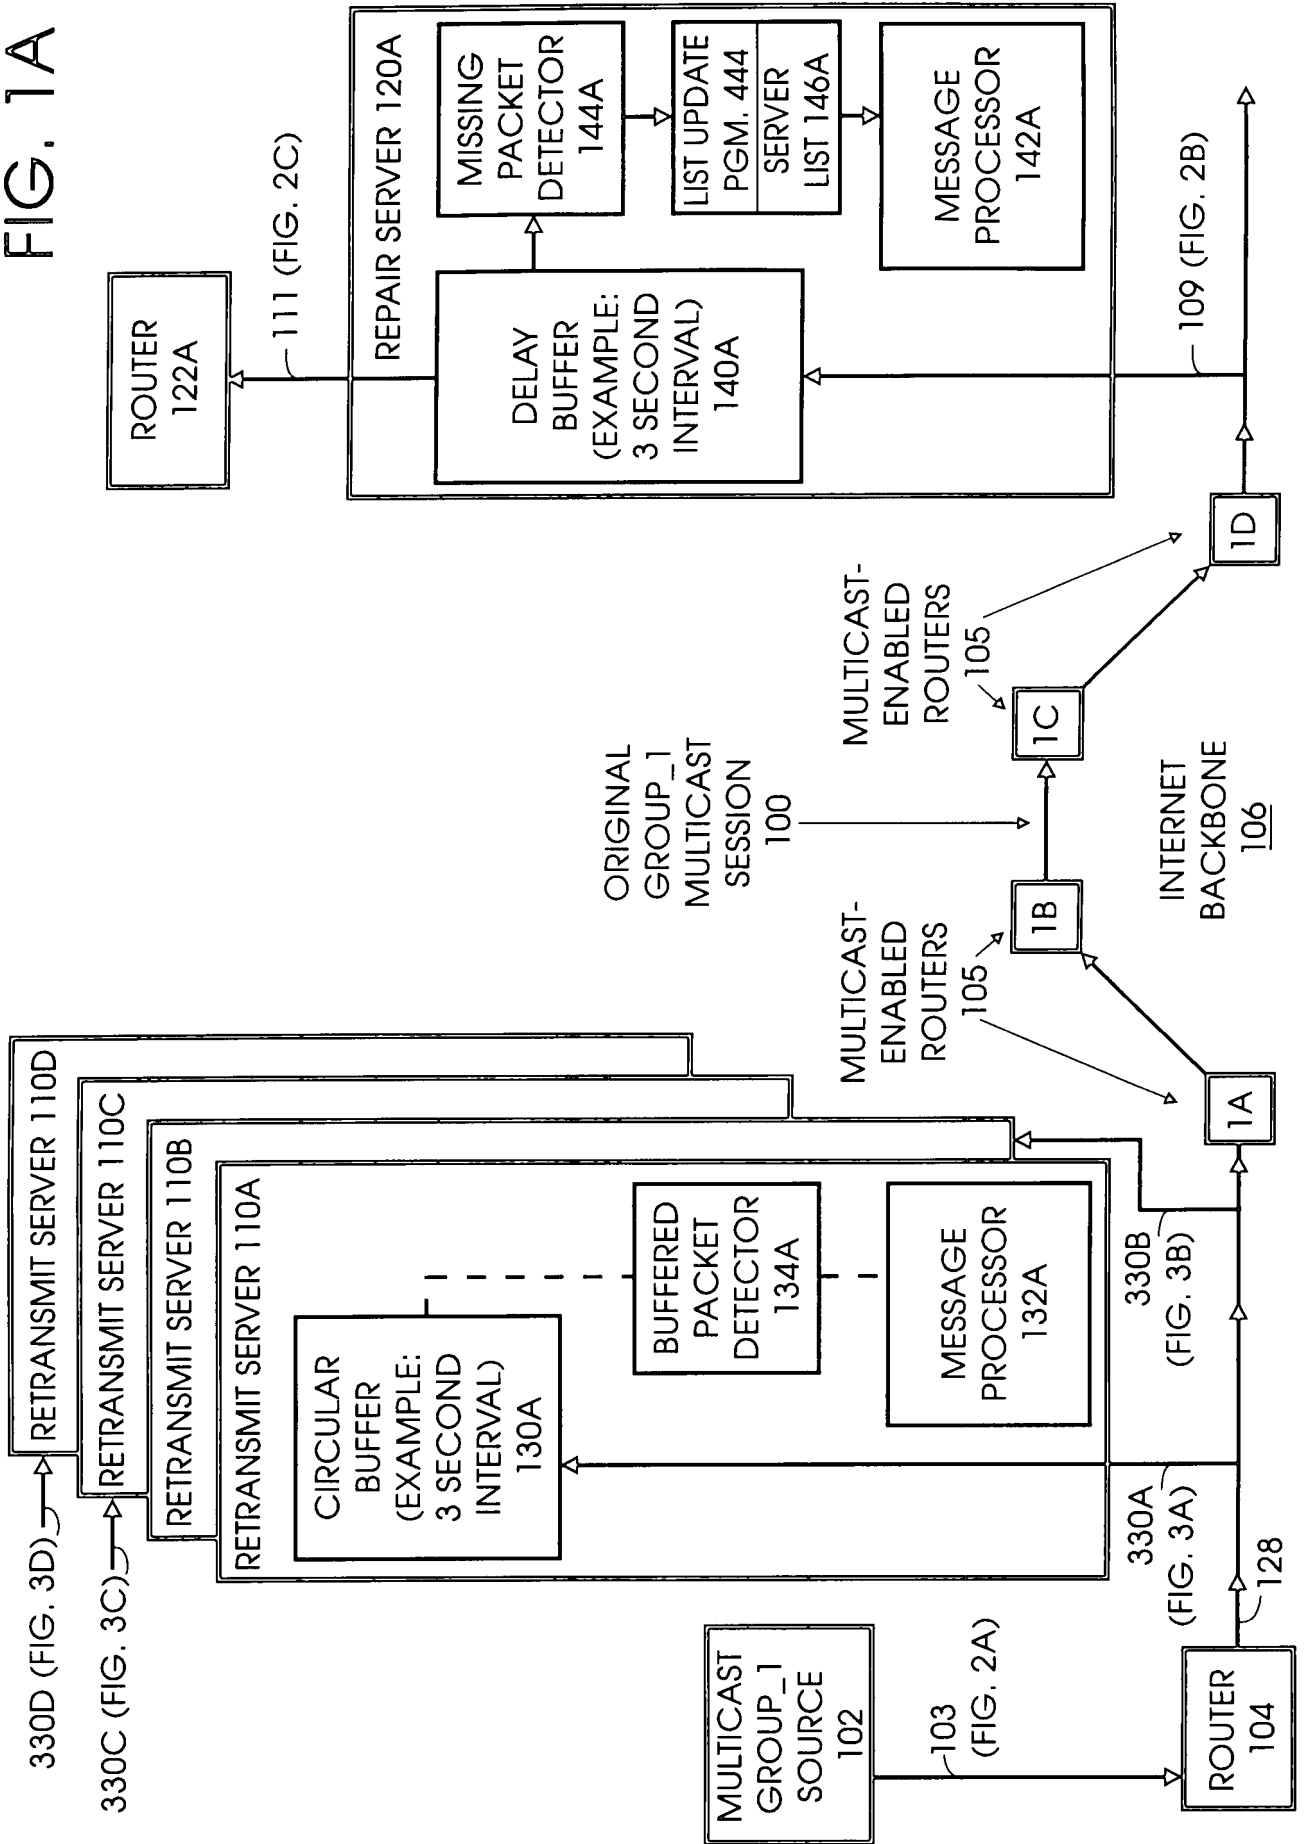 FIG. 1A
330D (FIG. 3D)
330C (FIG. 3C)
RETRANSMIT SERVER 110D
RETRANSMIT SERVER 110C
RETRANSMIT SERVER 110B
RETRANSMIT SERVER 110A
CIRCULAR
BUFFER
(EXAMPLE:
3 SECOND
INTERVAL)
130A
BUFFERED
PACKET
DETECTOR
134A
MESSAGE
PROCESSOR
132A
MULTICAST
GROUP_1
SOURCE
102
103
(FIG. 2A)
ROUTER
104
128
330A
(FIG. 3A)
330B
(FIG. 3B)
1A
MULTICAST-
ENABLED
ROUTERS
105
1B
ORIGINAL
GROUP_1
MULTICAST
SESSION
100
INTERNET
BACKBONE
106
1C
MULTICAST-
ENABLED
ROUTERS
105
1D
ROUTER
122A
111 (FIG. 2C)
REPAIR SERVER 120A
DELAY
BUFFER
(EXAMPLE:
3 SECOND
INTERVAL)
140A
MISSING
PACKET
DETECTOR
144A
LIST UPDATE
PGM. 444
SERVER
LIST 146A
MESSAGE
PROCESSOR
142A
109 (FIG. 2B)